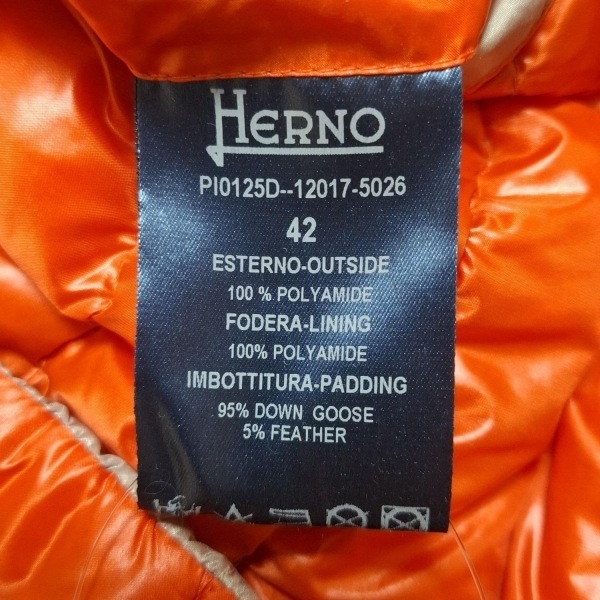 HERNO
PI0125D--12017-5026
42
ESTERNO-OUTSIDE
100 % POLYAMIDE
FODERA-LINING
100% POLYAMIDE
IMBOTTITURA-PADDING
95% DOWN GOOSE
5% FEATHER